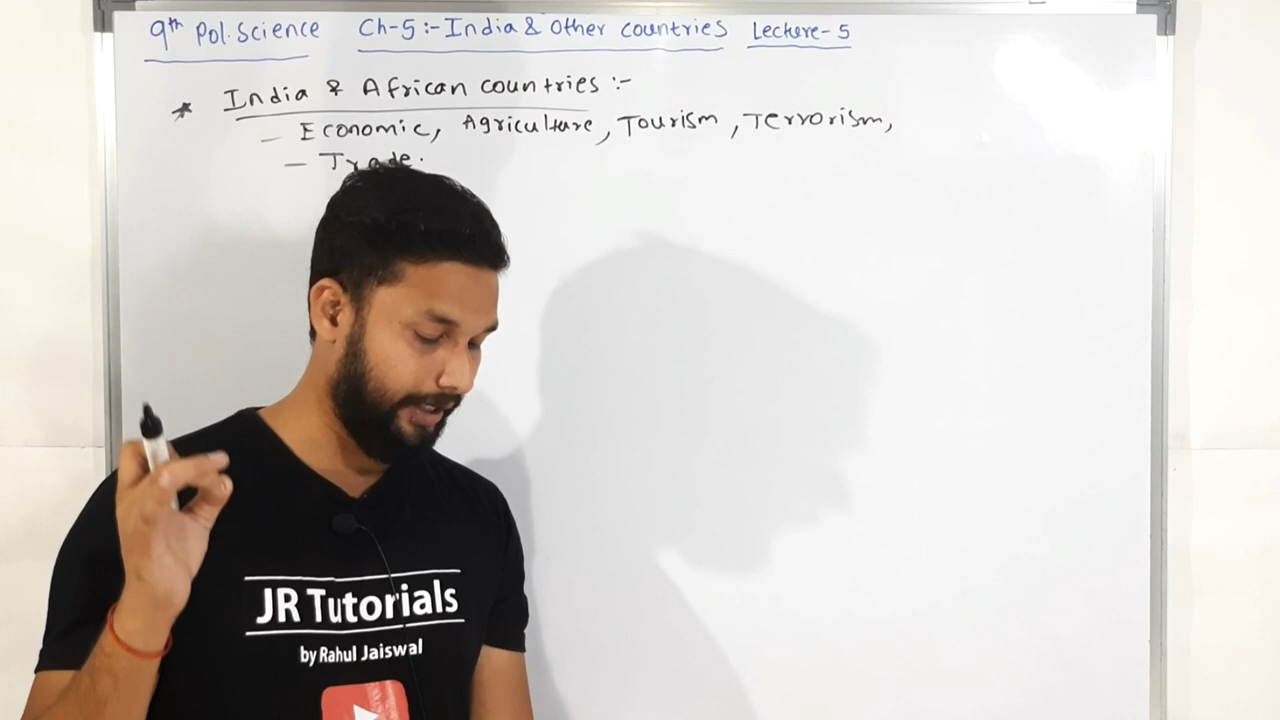 9th Pol. Science Ch-5:- India & Other countries Lecture-5
* India & African countries :-
- Economic, Agriculture, Tourism, Terrorism,
- Trade.
JR Tutorials
by Rahul Jaiswal